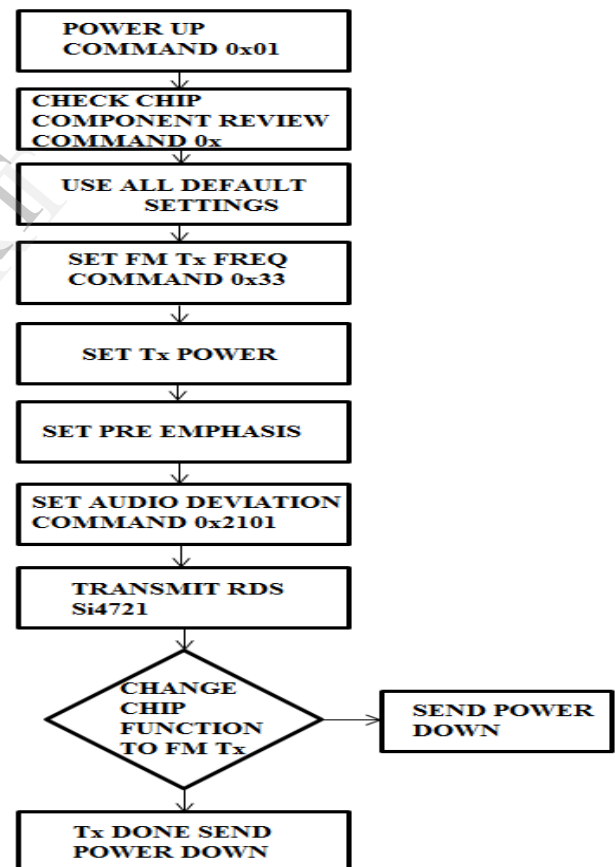 POWER UP
COMMAND 0x01
CHECK CHIP
COMPONENT REVIEW
COMMAND 0x
USE ALL DEFAULT
SETTINGS
SET FM Tx FREQ
COMMAND 0x33
SET Tx POWER
SET PRE EMPHASIS
SET AUDIO DEVIATION
COMMAND 0x2101
TRANSMIT RDS
Si4721
CHANGE
CHIP
FUNCTION
TO FM Tx
SEND POWER
DOWN
Tx DONE SEND
POWER DOWN